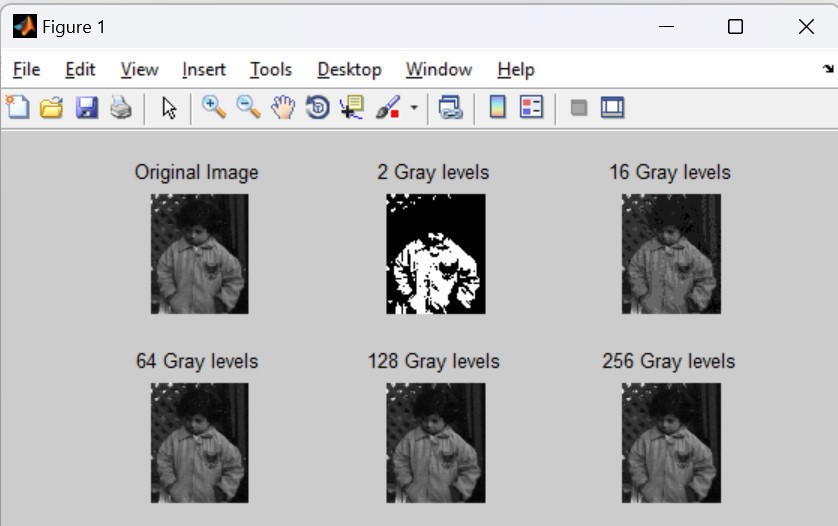 Figure 1
File Edit View Insert Tools Desktop Window Help
Original Image 2 Gray levels 16 Gray levels
64 Gray levels 128 Gray levels 256 Gray levels